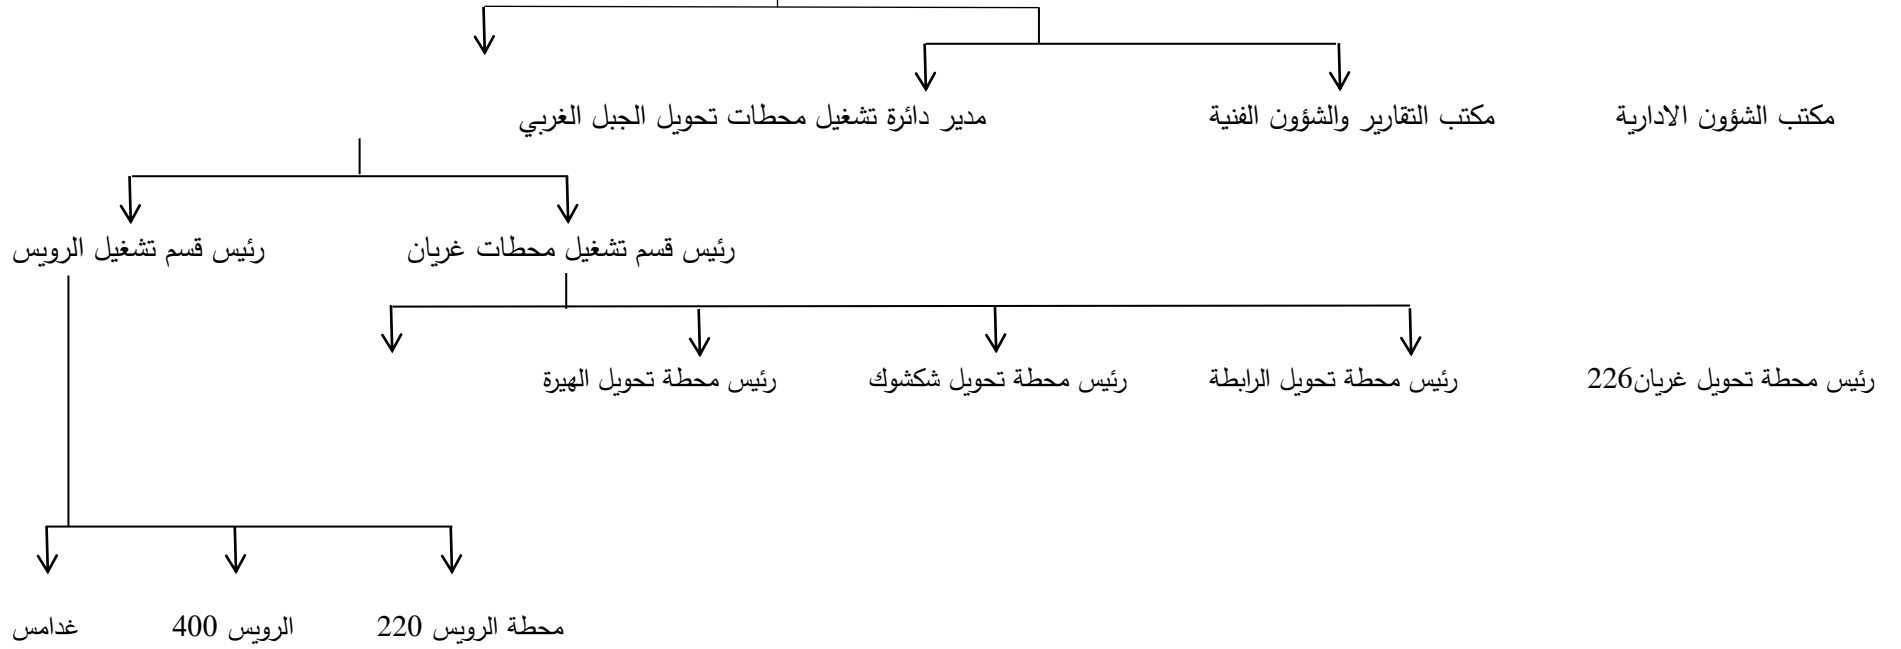 مكتب الشؤون الادارية
مكتب التقارير والشؤون الفنية
مدير دائرة تشغيل محطات تحويل الجبل الغربي
رئيس قسم تشغيل محطات غريان
رئيس قسم تشغيل الرويس
رئيس محطة تحويل غريان226
رئيس محطة تحويل الرابطة
رئيس محطة تحويل شكشوك
رئيس محطة تحويل الهيرة
محطة الرويس 220
الرويس 400
غدامس